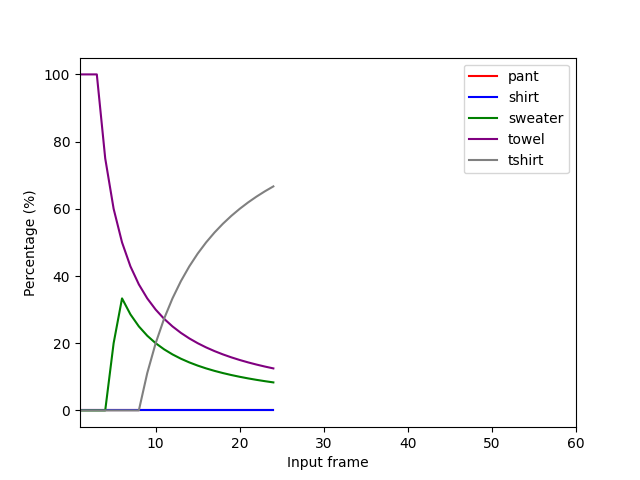 pant
shirt
sweater
towel
tshirt
Percentage (%)
100
80
60
40
20
0
10 20 30 40 50 60
Input frame